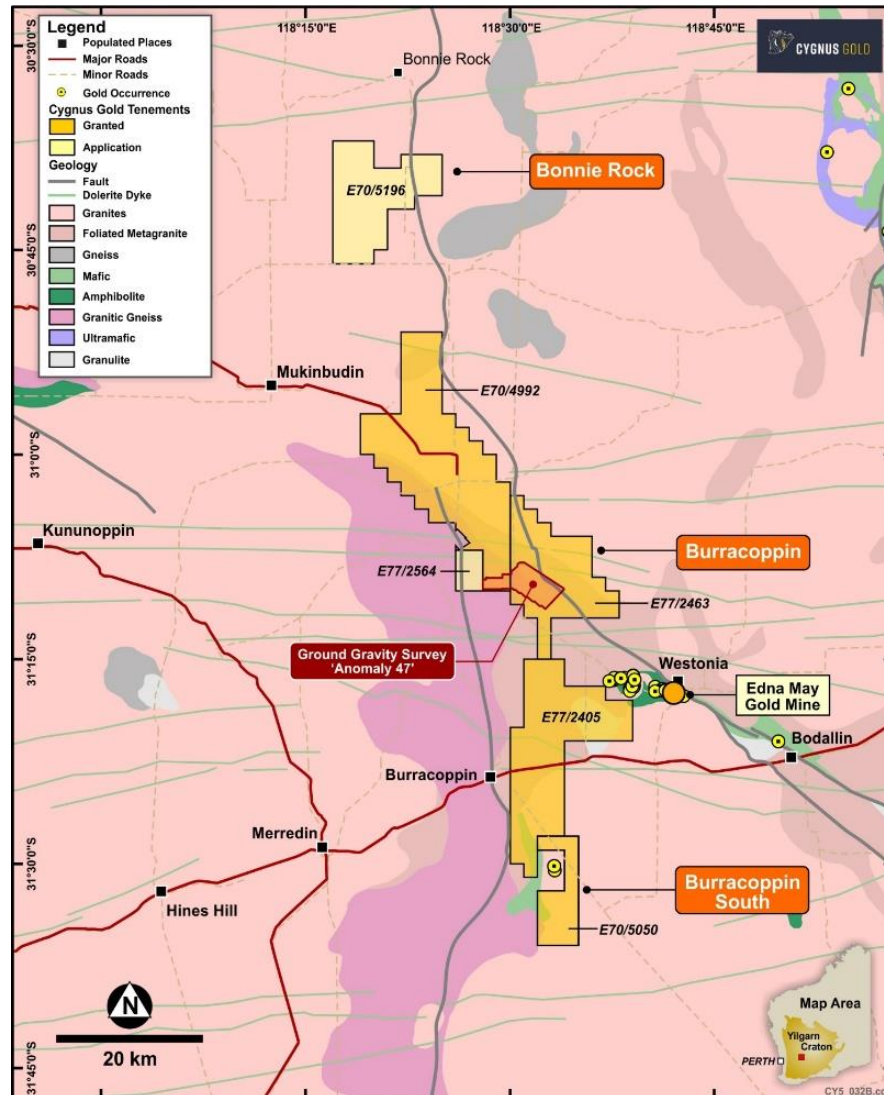 118°15'0"E
118°30'0"E
118°45'0"E
30°30'0"S
30°45'0"S
31°0'0"S
31°15'0"S
31°30'0"S
31°45'0"S
Legend
Populated Places
Major Roads
Minor Roads
Gold Occurrence
Cygnus Gold Tenements
Granted
Application
Geology
Fault
Dolerite Dyke
Granites
Foliated Metagranite
Gneiss
Mafic
Amphibolite
Granitic Gneiss
Ultramafic
Granulite
CYGNUS GOLD
Bonnie Rock
Bonnie Rock
E70/5196
Mukinbudin
E70/4992
Kununoppin
Burracoppin
E77/2564
E77/2463
Ground Gravity Survey
'Anomaly 47'
Westonia
Edna May
Gold Mine
E77/2405
Bodallin
Burracoppin
Merredin
Hines Hill
Burracoppin
South
E70/5050
N
20 km
Map Area
Yilgarn
Craton
PERTH